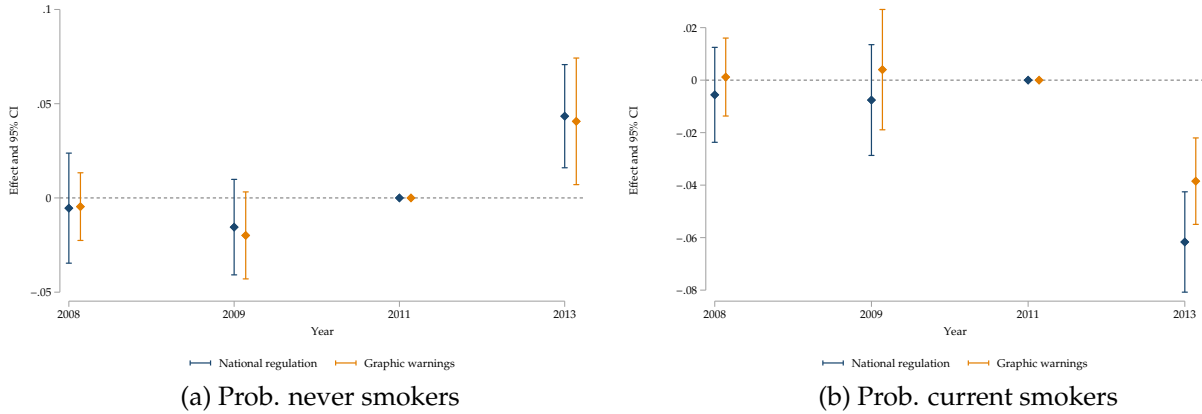 .1
.05
0
−.05
Effect and 95% CI
2008
2009
2011
2013
Year
National regulation
Graphic warnings
(a) Prob. never smokers
.02
0
−.02
−.04
−.06
−.08
Effect and 95% CI
2008
2009
2011
2013
Year
National regulation
Graphic warnings
(b) Prob. current smokers